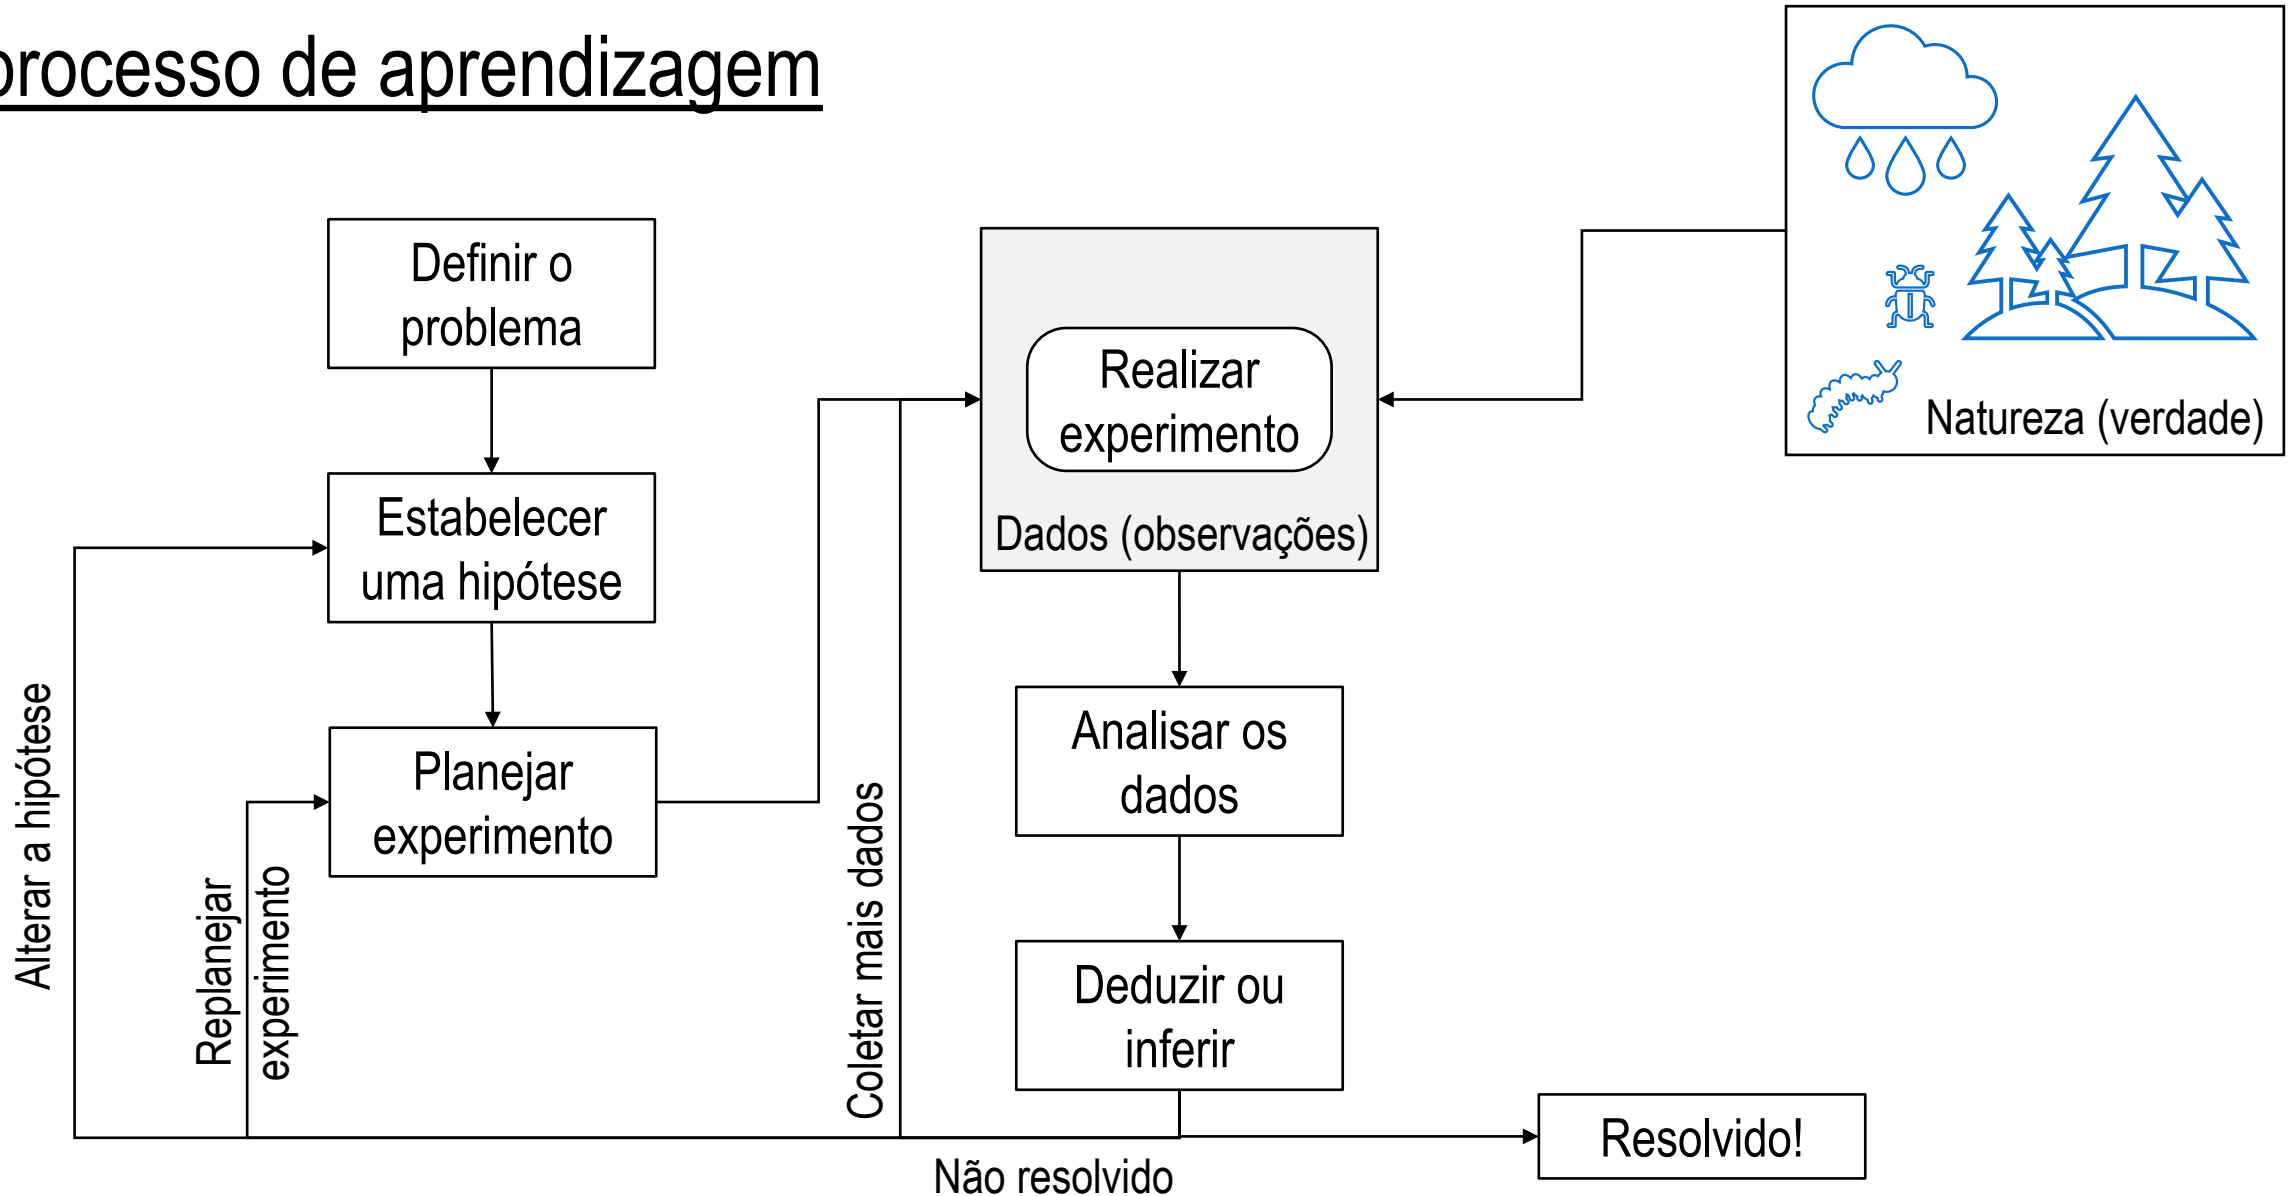 processo de aprendizagem
Definir o
problema
Estabelecer
uma hipótese
Planejar
experimento
Alterar a hipótese
Replanejar
experimento
Coletar mais dados
Realizar
experimento
Dados (observações)
Natureza (verdade)
Analisar os
dados
Deduzir ou
inferir
Não resolvido
Resolvido!